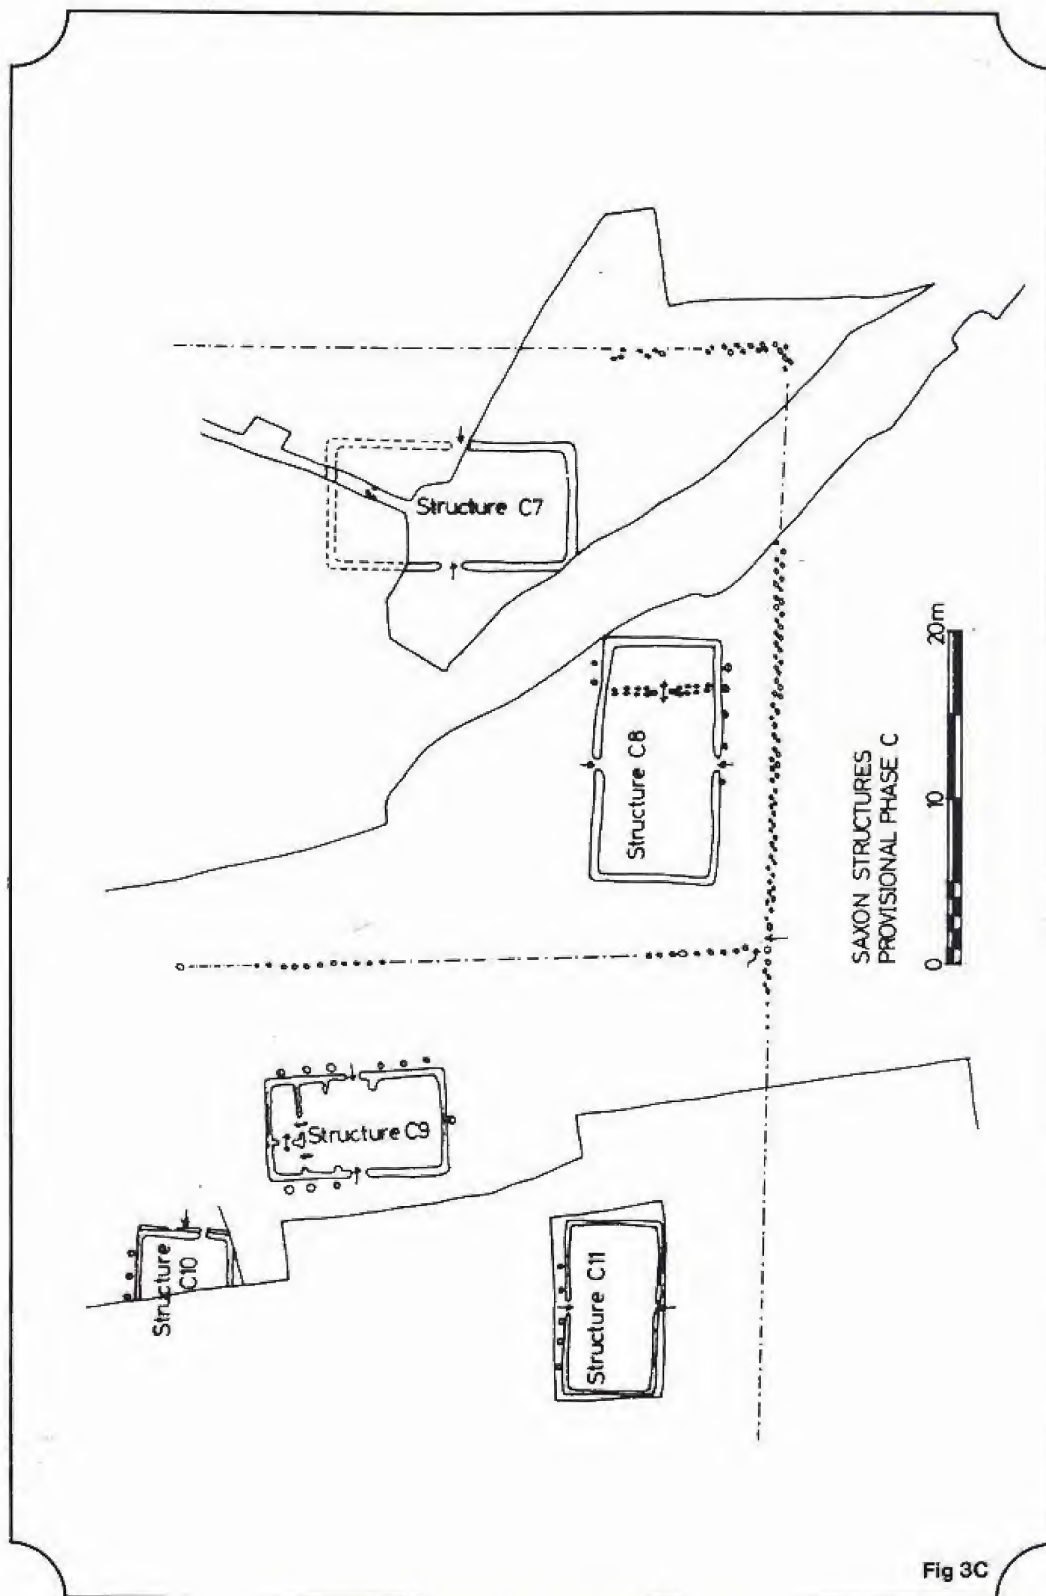 Structure C7
Structure C8
Structure C9
Structure
C10
Structure C11
SAXON STRUCTURES
PROVISIONAL PHASE C
0 10 20m
Fig 3C